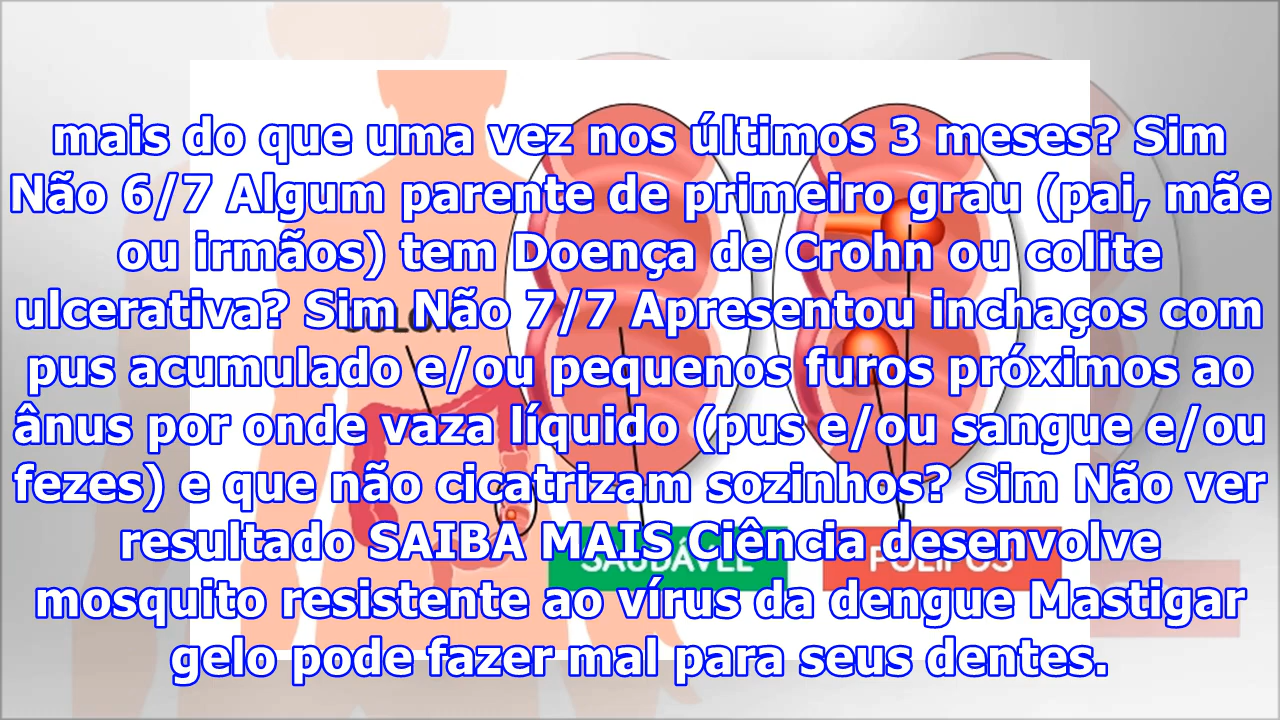 mais do que uma vez nos últimos 3 meses? Sim
Não 6/7 Algum parente de primeiro grau (pai, mãe
ou irmãos) tem Doença de Crohn ou colite
ulcerativa? Sim Não 7/7 Apresentou inchaços com
pus acumulado e/ou pequenos furos próximos ao
ânus por onde vaza líquido (pus e/ou sangue e/ou
fezes) e que não cicatrizam sozinhos? Sim Não ver
resultado SAIBA MAIS Ciência desenvolve
mosquito resistente ao vírus da dengue Mastigar
gelo pode fazer mal para seus dentes.
COLON
SAUDÁVEL
PÓLIPOS